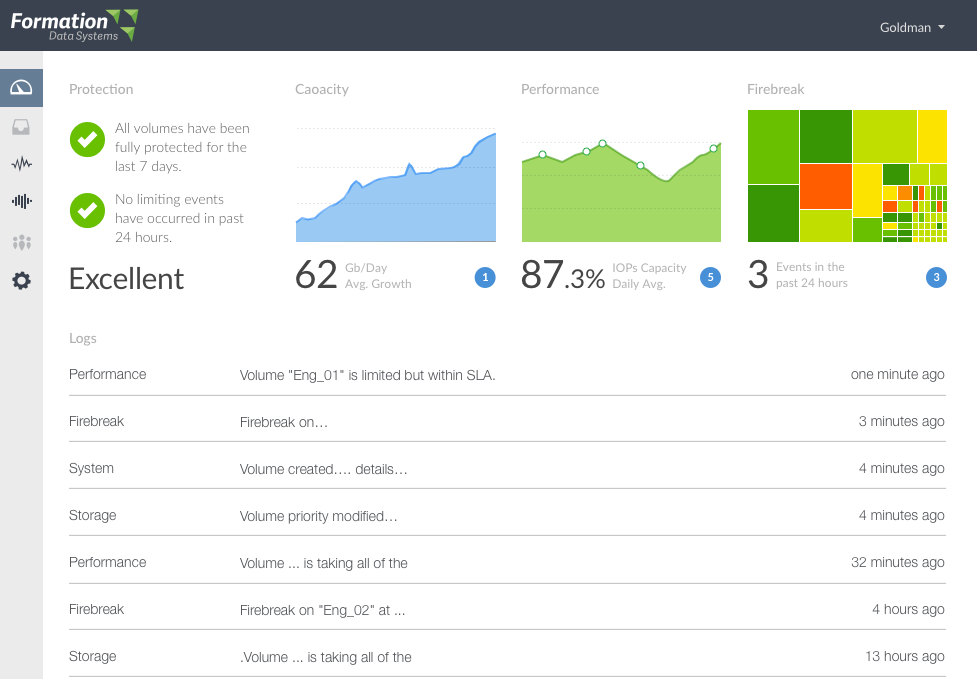 Formation
Data Systems
Goldman
Protection
Caoacity
Performance
Firebreak
All volumes have been
fully protected for the
last 7 days.
No limiting events
have occurred in past
24 hours.
Excellent
62 Gb/Day
Avg. Growth
1
87.3% IOPs Capacity
Daily Avg.
5
3 Events in the
past 24 hours
3
Logs
Performance Volume "Eng_01" is limited but within SLA. one minute ago
Firebreak Firebreak on... 3 minutes ago
System Volume created.... details... 4 minutes ago
Storage Volume priority modified... 4 minutes ago
Performance Volume ... is taking all of the 32 minutes ago
Firebreak Firebreak on "Eng_02" at ... 4 hours ago
Storage .Volume ... is taking all of the 13 hours ago